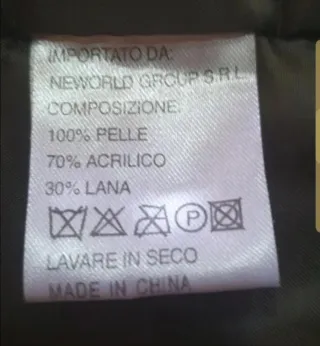 IMPORTATO DA:
NEWORLD GROUP S.R.L
COMPOSIZIONE:
100% PELLE
70% ACRILICO
30% LANA
P
LAVARE IN SECO
MADE IN CHINA